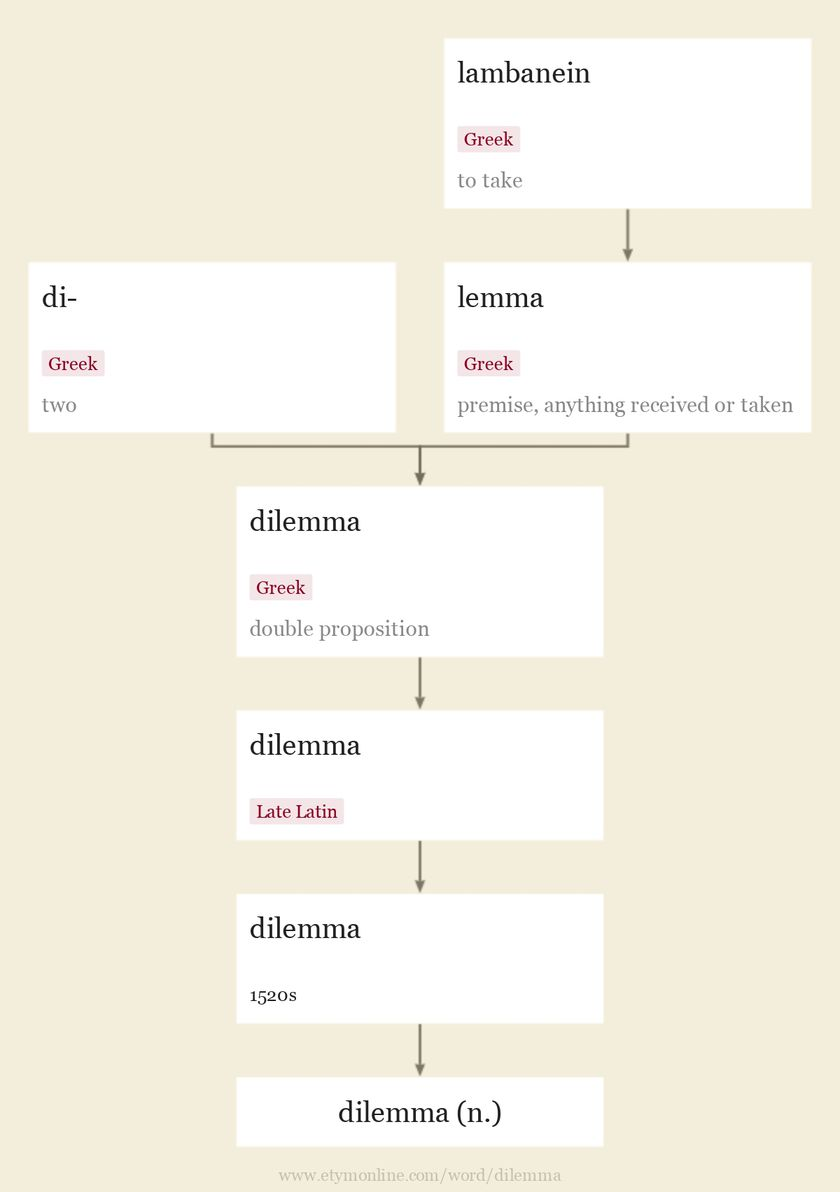 lambanein
Greek
to take
di-
Greek
two
lemma
Greek
premise, anything received or taken
dilemma
Greek
double proposition
dilemma
Late Latin
dilemma
1520s
dilemma (n.)
www.etymonline.com/word/dilemma